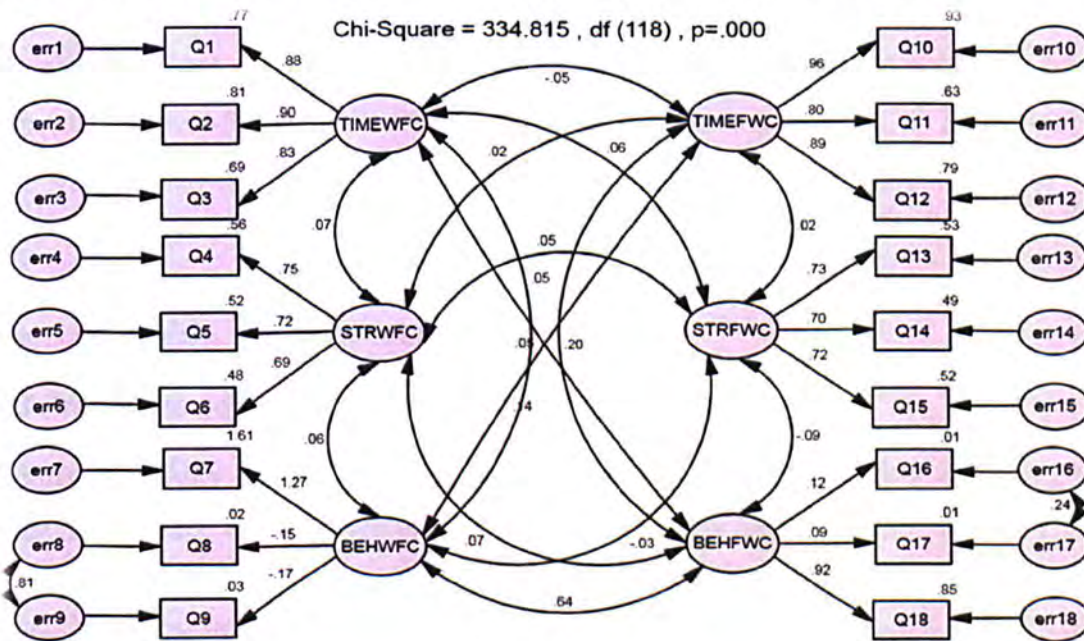 Chi-Square = 334.815 , df (118) , p=.000
.77
err1 Q1
.88
.81
err2 Q2
.90
.83
.69
err3 Q3
.56
err4 Q4
.75
.52
err5 Q5
.72
.69
.48
err6 Q6
1.61
err7 Q7
1.27
.02
err8 Q8
-.15
-.17
.03
err9 Q9
.81
TIMEWFC
STRWFC
BEHWFC
-.05
.02
.06
.07
.05
.05
.05
.20
.14
.02
.06
-.09
.07
-.03
.64
TIMEFWC
STRFWC
BEHFWC
.93
.96
Q10 err10
.63
.80
Q11 err11
.89
.79
Q12 err12
.53
.73
Q13 err13
.49
.70
Q14 err14
.72
.52
Q15 err15
.01
.12
Q16 err16
.24
.01
.09
Q17 err17
.92
.85
Q18 err18